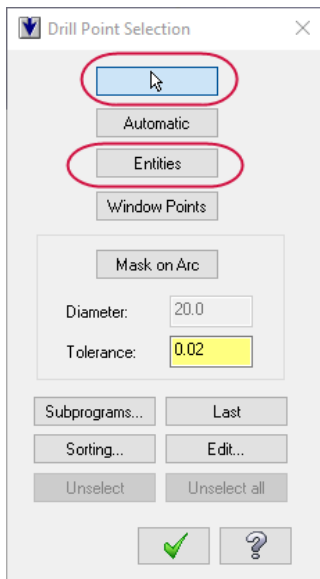 Drill Point Selection
Automatic
Entities
Window Points
Mask on Arc
Diameter: 20.0
Tolerance: 0.02
Subprograms... Last
Sorting... Edit...
Unselect Unselect all